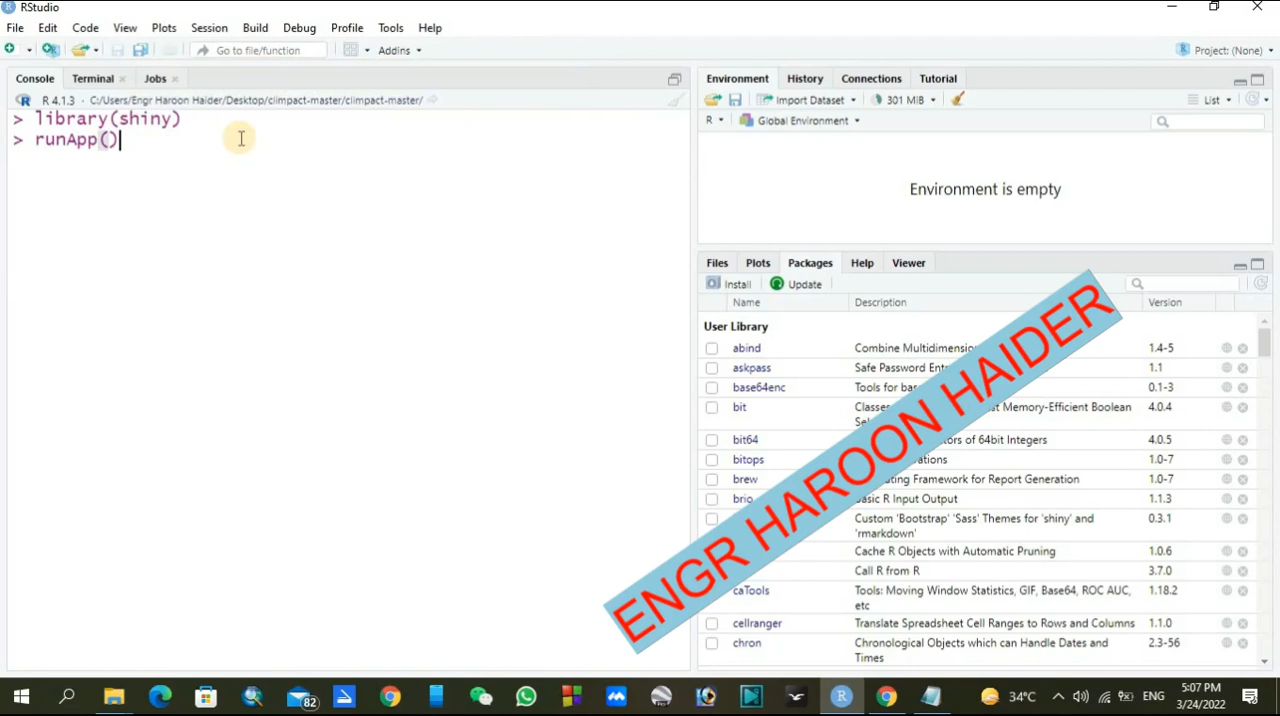 RStudio
File Edit Code View Plots Session Build Debug Profile Tools Help
Go to file/function Addins Project: (None)
Console Terminal Jobs
R 4.1.3 · C:/Users/Engr Haroon Haider/Desktop/climpact-master/climpact-master/
> library(shiny)
> runApp()
Environment History Connections Tutorial
Import Dataset 301 MiB List
R Global Environment
Environment is empty
Files Plots Packages Help Viewer
Install Update
Name Description Version
User Library
abind Combine Multidimensio 1.4-5
askpass Safe Password Ent 1.1
base64enc Tools for bas 0.1-3
bit Classes st Memory-Efficient Boolean 4.0.4
bit64 tors of 64bit Integers 4.0.5
bitops erations 1.0-7
brew ating Framework for Report Generation 1.0-7
brio Basic R Input Output 1.1.3
Custom 'Bootstrap' 'Sass' Themes for 'shiny' and 0.3.1
'rmarkdown'
Cache R Objects with Automatic Pruning 1.0.6
Call R from R 3.7.0
caTools Tools: Moving Window Statistics, GIF, Base64, ROC AUC, 1.18.2
etc
cellranger Translate Spreadsheet Cell Ranges to Rows and Columns 1.1.0
chron Chronological Objects which can Handle Dates and 2.3-56
Times
ENGR HAROON HAIDER
82
34°C ENG 5:07 PM
3/24/2022